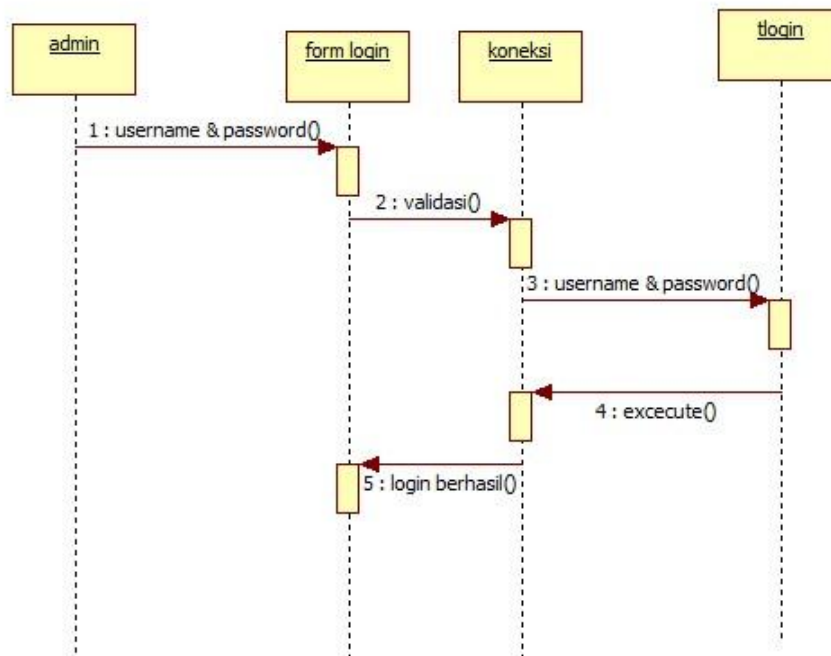 admin
form login
koneksi
tlogin
1 : username & password()
2 : validasi()
3 : username & password()
4 : excecute()
5 : login berhasil()